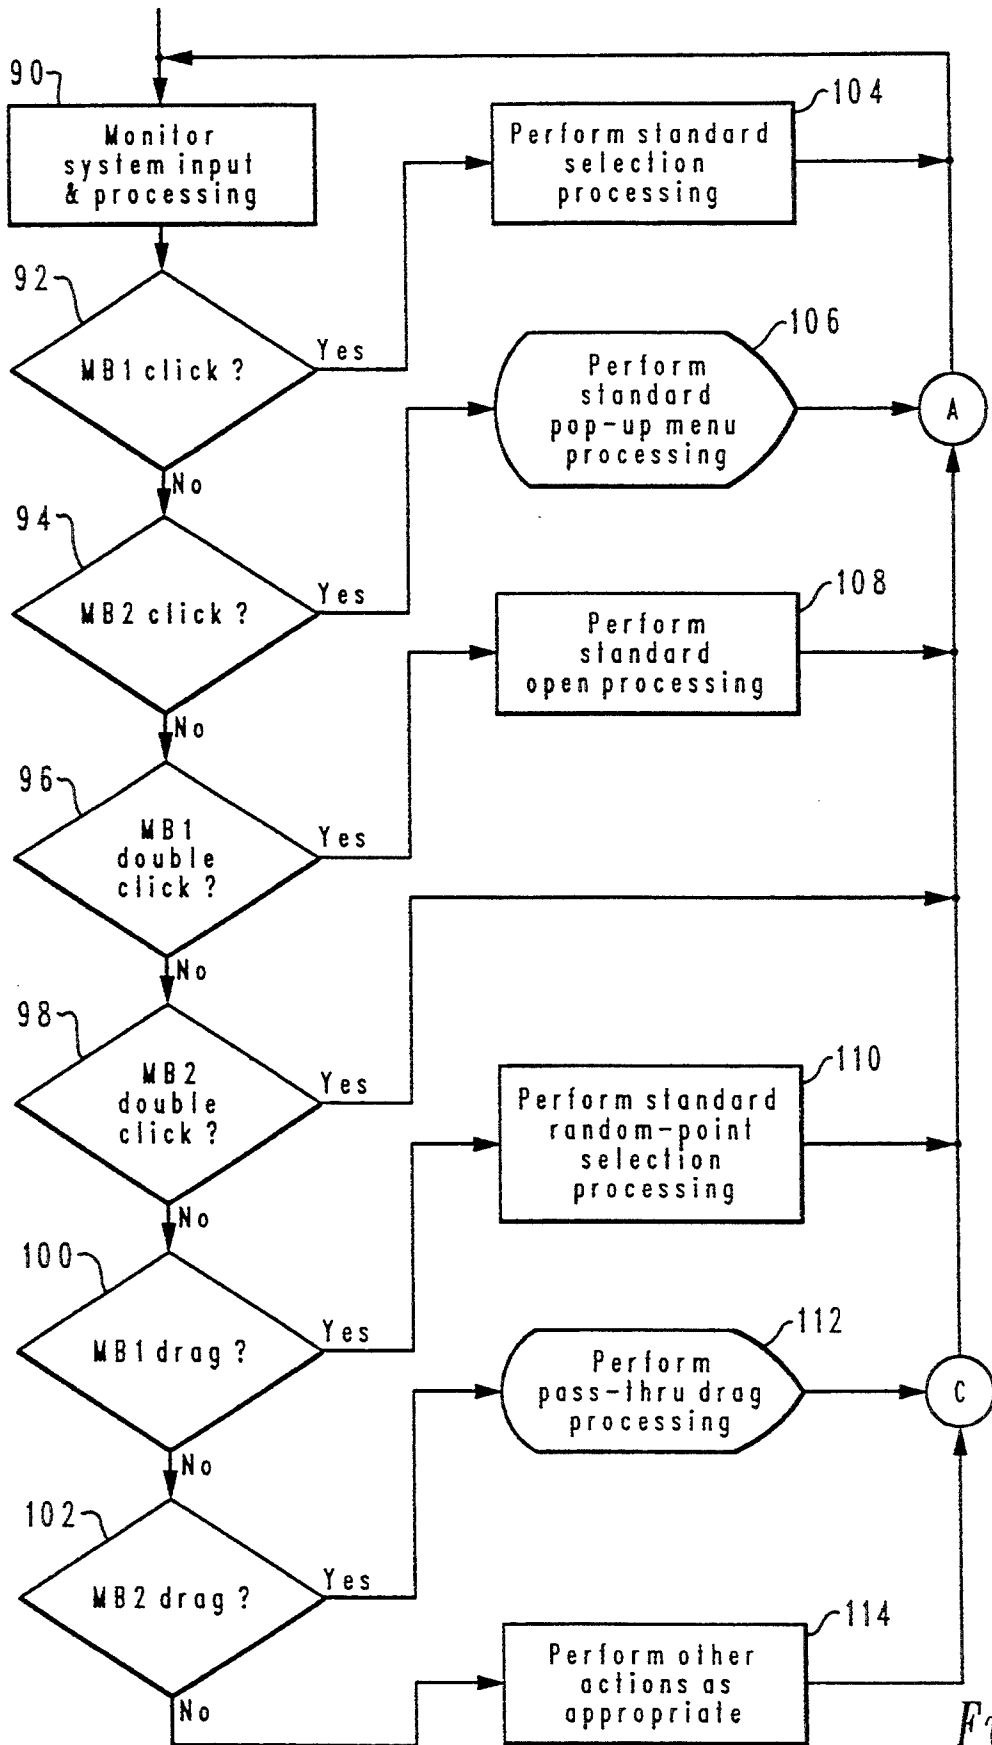 90
Monitor
system input
& processing
104
Perform standard
selection
processing
92
MB1 click ?
Yes
No
106
Perform
standard
pop-up menu
processing
A
94
MB2 click ?
Yes
No
108
Perform
standard
open processing
96
MB1
double
click ?
Yes
No
98
MB2
double
click ?
Yes
No
110
Perform standard
random-point
selection
processing
100
MB1 drag ?
Yes
No
112
Perform
pass-thru drag
processing
C
102
MB2 drag ?
Yes
No
114
Perform other
actions as
appropriate